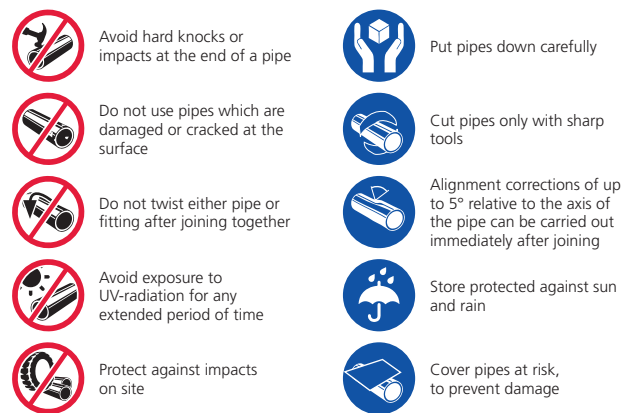 Avoid hard knocks or
impacts at the end of a pipe
Do not use pipes which are
damaged or cracked at the
surface
Do not twist either pipe or
fitting after joining together
Avoid exposure to
UV-radiation for any
extended period of time
Protect against impacts
on site
Put pipes down carefully
Cut pipes only with sharp
tools
Alignment corrections of up
to 5° relative to the axis of
the pipe can be carried out
immediately after joining
Store protected against sun
and rain
Cover pipes at risk,
to prevent damage